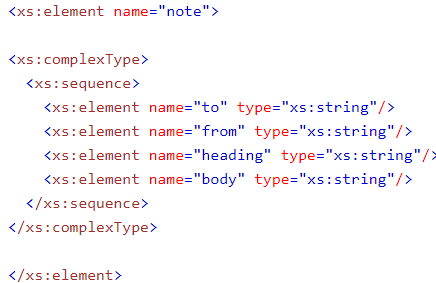 <xs:element name="note">
<xs:complexType>
<xs:sequence>
<xs:element name="to" type="xs:string"/>
<xs:element name="from" type="xs:string"/>
<xs:element name="heading" type="xs:string"/>
<xs:element name="body" type="xs:string"/>
</xs:sequence>
</xs:complexType>
</xs:element>